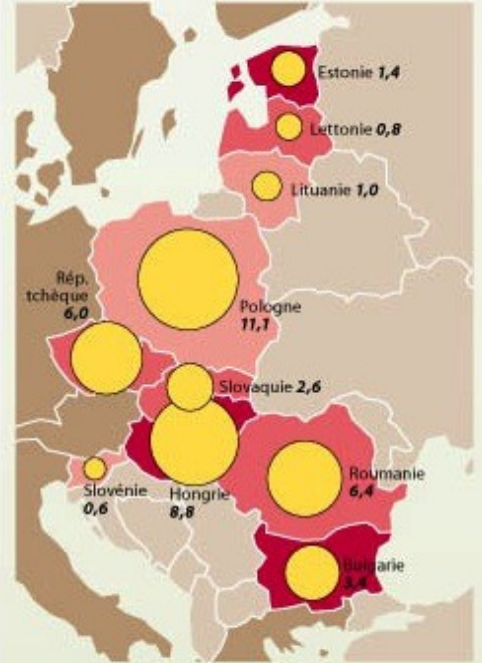 Estonie 1,4
Lettonie 0,8
Lituanie 1,0
Rép.
tchèque
6,0
Pologne
11,1
Slovaquie 2,6
Roumanie
6,4
Slovénie
0,6
Hongrie
8,8
Bulgarie
3,4